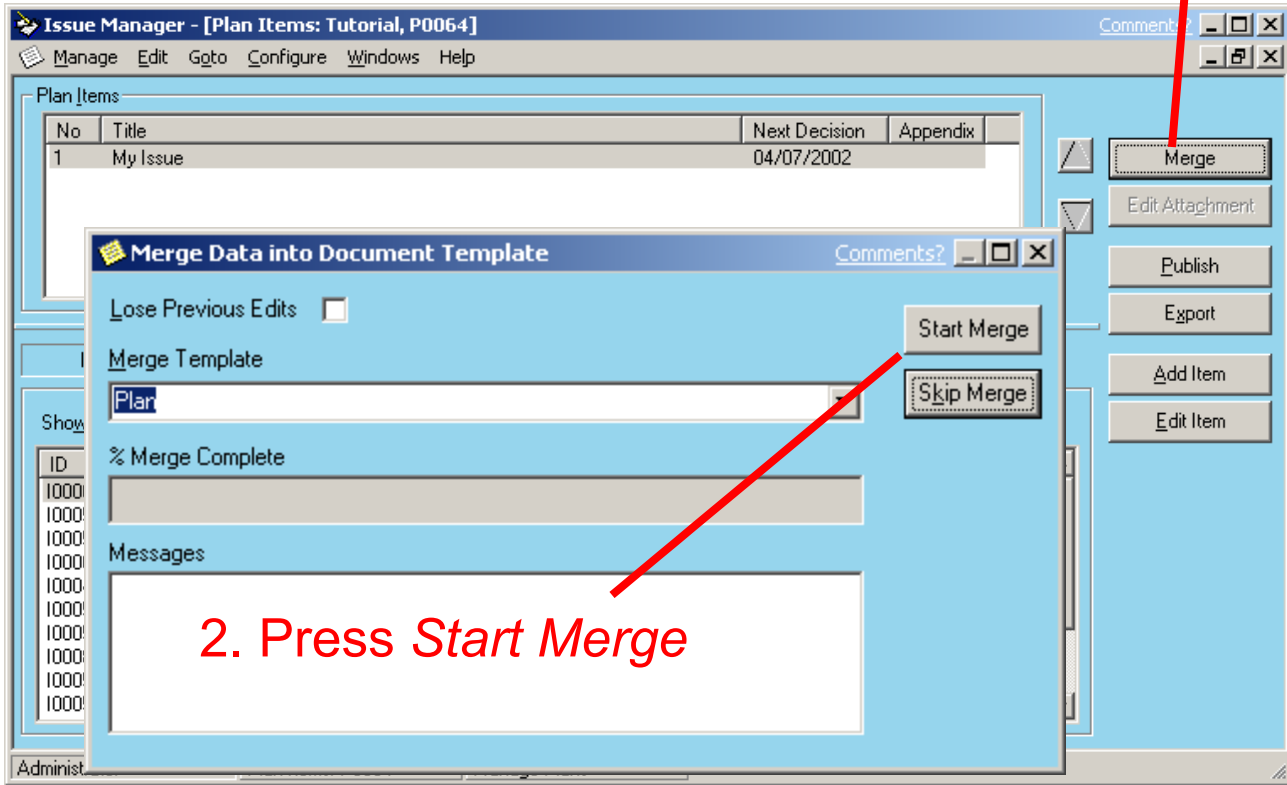 Issue Manager - [Plan Items: Tutorial, P0064]
Manage Edit Goto Configure Windows Help
Plan Items
No Title Next Decision Appendix
1 My Issue 04/07/2002
Merge
Edit Attachment
Publish
Export
Add Item
Edit Item
Merge Data into Document Template Comments?
Lose Previous Edits
Start Merge
Merge Template
Plan
Skip Merge
% Merge Complete
Messages
2. Press Start Merge
ID